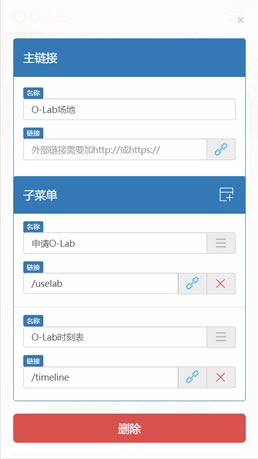 主链接
名称
O-Lab场地
链接
外部链接需要加http://或https://
子菜单
名称
申请O-Lab
链接
/uselab
名称
O-Lab时刻表
链接
/timeline
删除